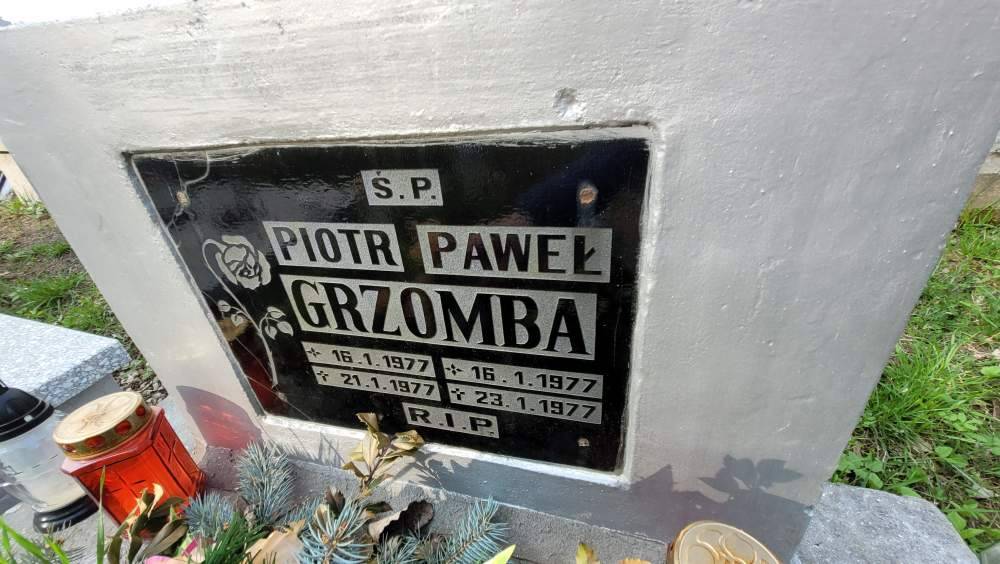 Ś.P.
PIOTR PAWEŁ
GRZOMBA
16.1.1977 16.1.1977
21.1.1977 23.1.1977
R.I.P.